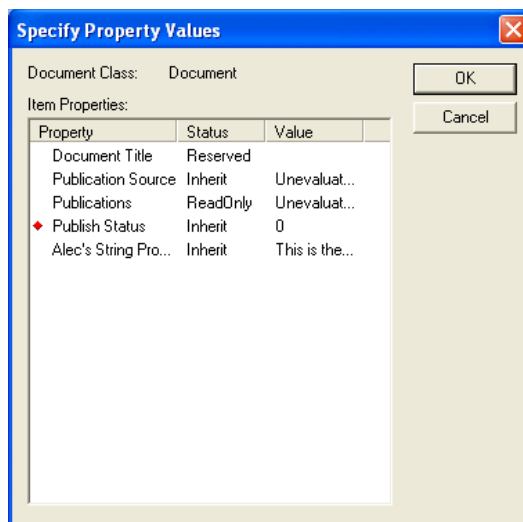 Specify Property Values
Document Class: Document
OK
Item Properties:
Cancel
Property Status Value
Document Title Reserved
Publication Source Inherit Unevaluat...
Publications ReadOnly Unevaluat...
Publish Status Inherit 0
Alec's String Pro... Inherit This is the...